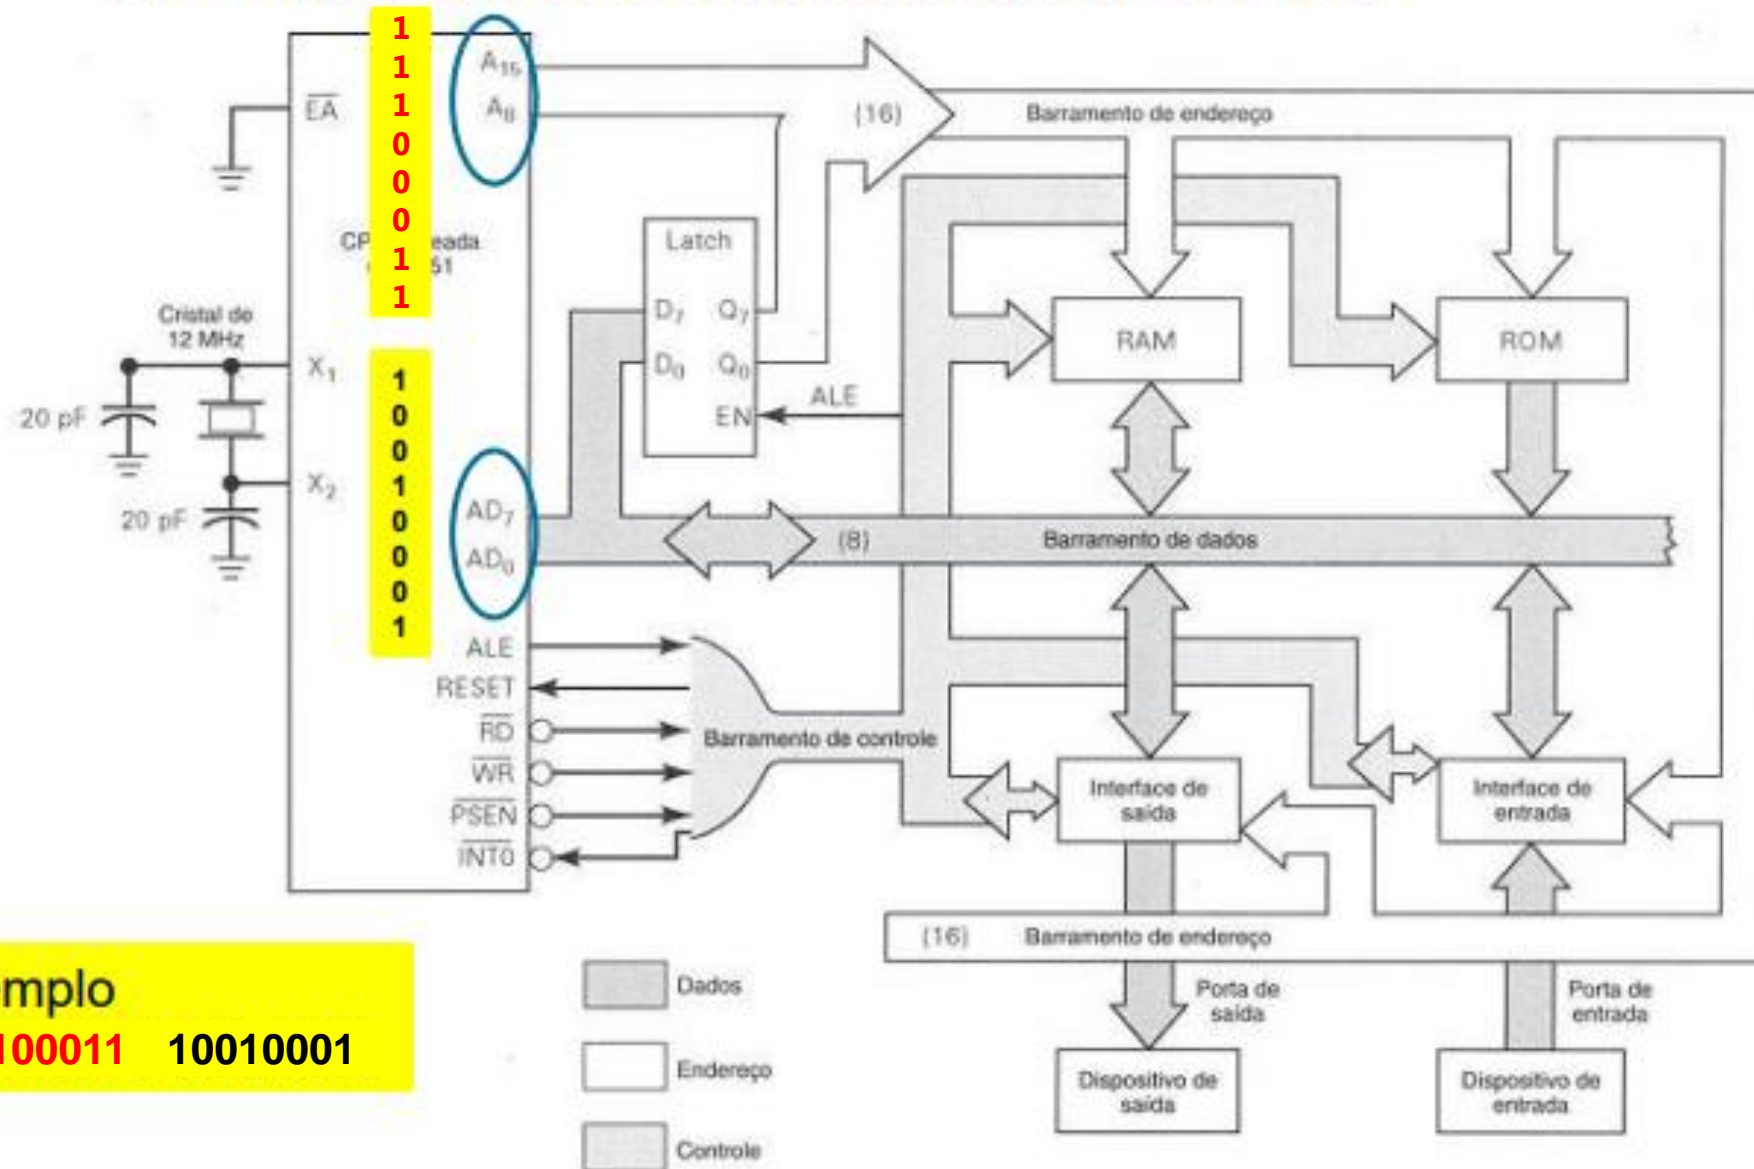 1
1
1
0
0
0
1
1
A15
A8
EA
CP
eada
51
Cristal de
12 MHz
X1
20 pF
X2
20 pF
1
0
0
1
0
0
0
1
AD7
AD0
ALE
RESET
RD
WR
PSEN
INT0
Latch
D7 Q7
D0 Q0
EN
ALE
(16)
Barramento de endereço
RAM
ROM
(8)
Barramento de dados
Barramento de controle
Interface de
saída
Interface de
entrada
(16) Barramento de endereço
Porta de
saída
Porta de
entrada
Dispositivo de
saída
Dispositivo de
entrada
Dados
Endereço
Controle
emplo
100011 10010001